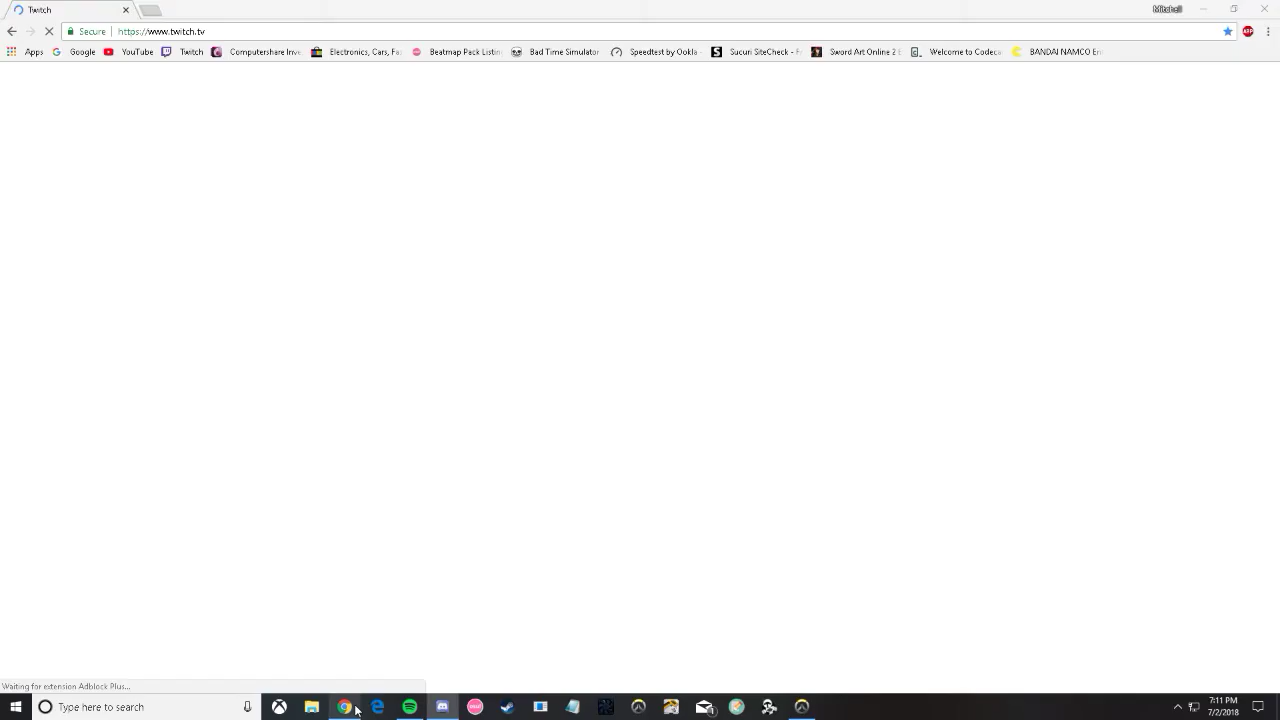 Twitch
Mitchell
Secure https://www.twitch.tv
Apps Google YouTube Twitch Computershare Inve Electronics, Cars, Fa Beatmap Pack Listin Bad Time Simulator Speedtest by Ookla - Sucuri SiteCheck - F Sword Art Online 2 E Welcome to Codeca BANDAI NAMCO En
Waiting for extension Adblock Plus...
Type here to search
7:11 PM
7/2/2018